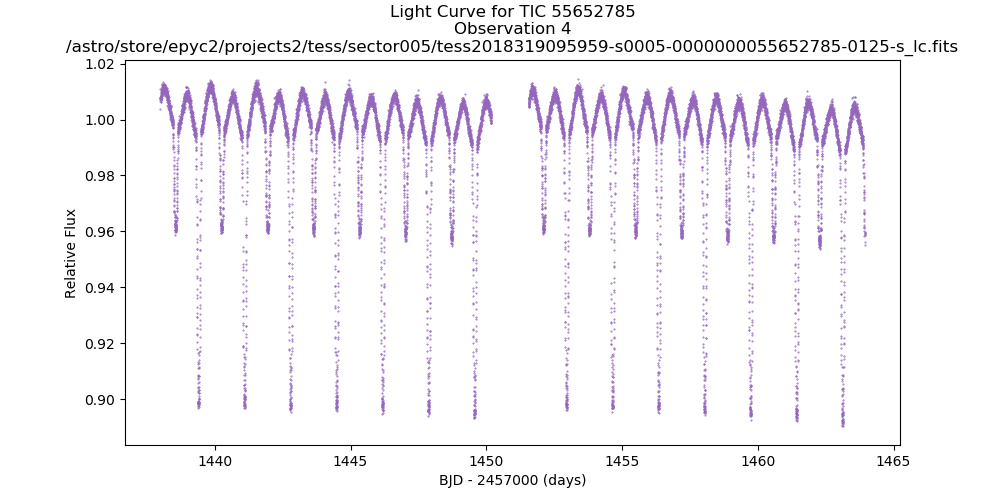 Light Curve for TIC 55652785
Observation 4
/astro/store/epyc2/projects2/tess/sector005/tess2018319095959-s0005-0000000055652785-0125-s_lc.fits
1.02
1.00
0.98
0.96
0.94
0.92
0.90
Relative Flux
1440
1445
1450
1455
1460
1465
BJD - 2457000 (days)